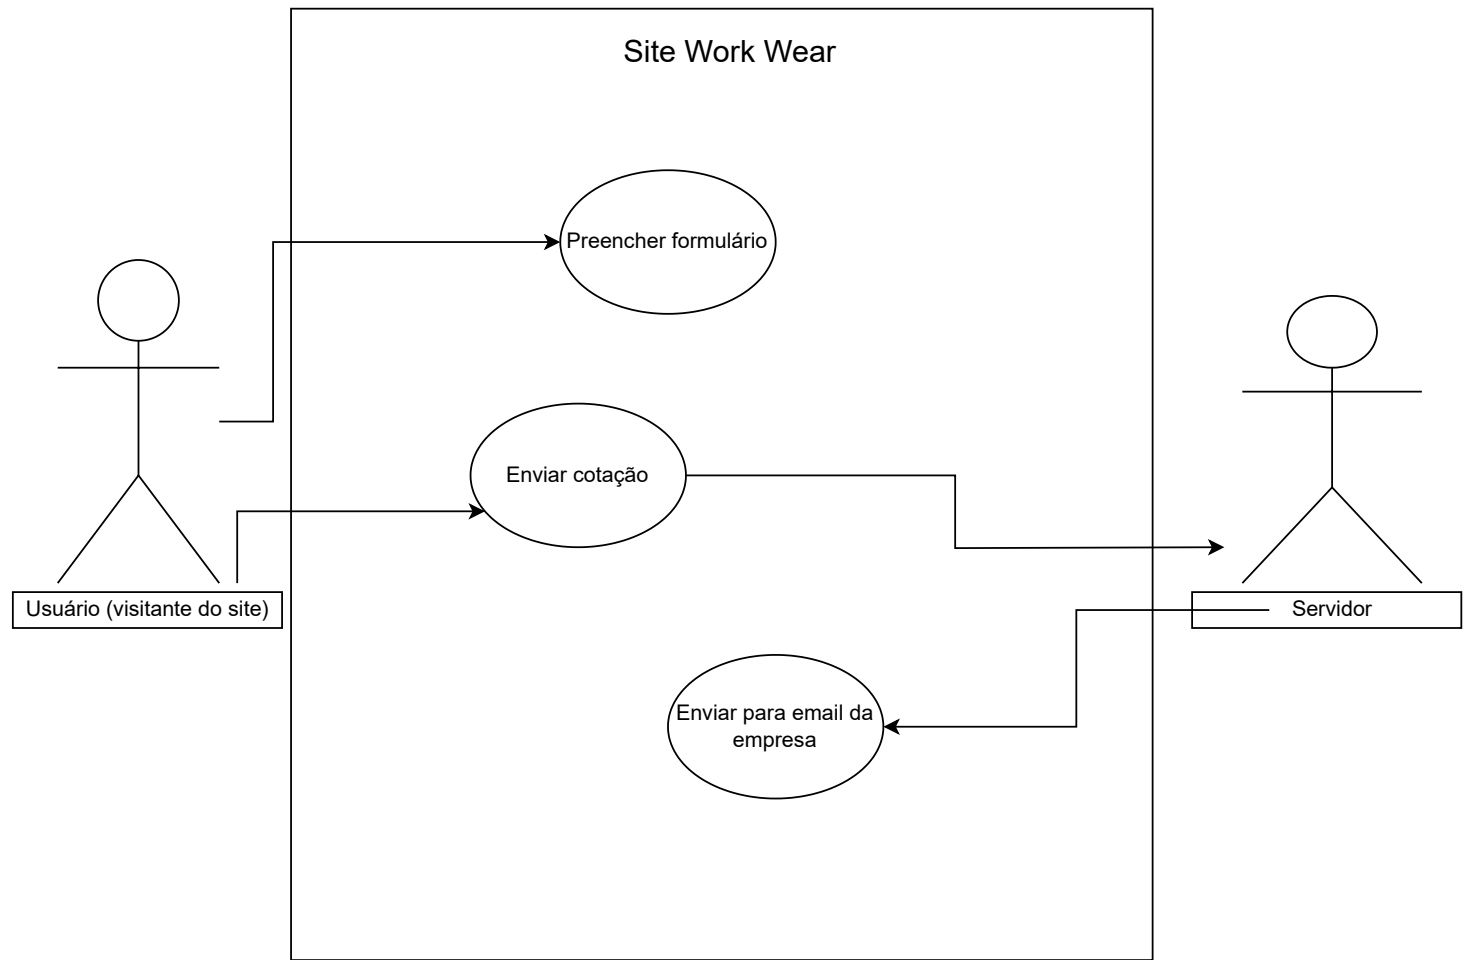 Site Work Wear
Preencher formulário
Enviar cotação
Usuário (visitante do site)
Servidor
Enviar para email da
empresa